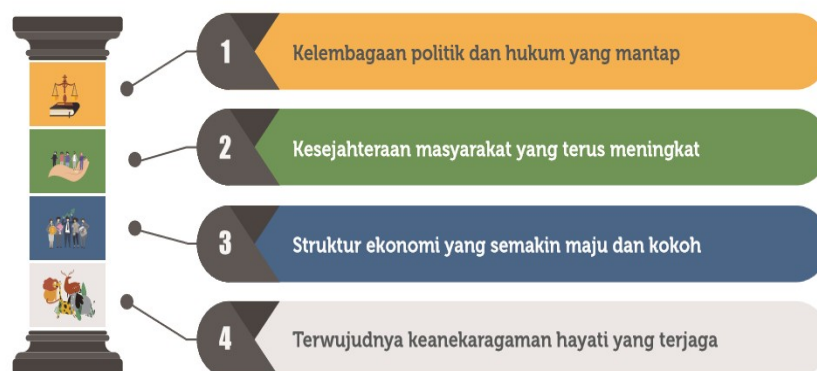 1
Kelembagaan politik dan hukum yang mantap
2
Kesejahteraan masyarakat yang terus meningkat
3
Struktur ekonomi yang semakin maju dan kokoh
4
Terwujudnya keanekaragaman hayati yang terjaga